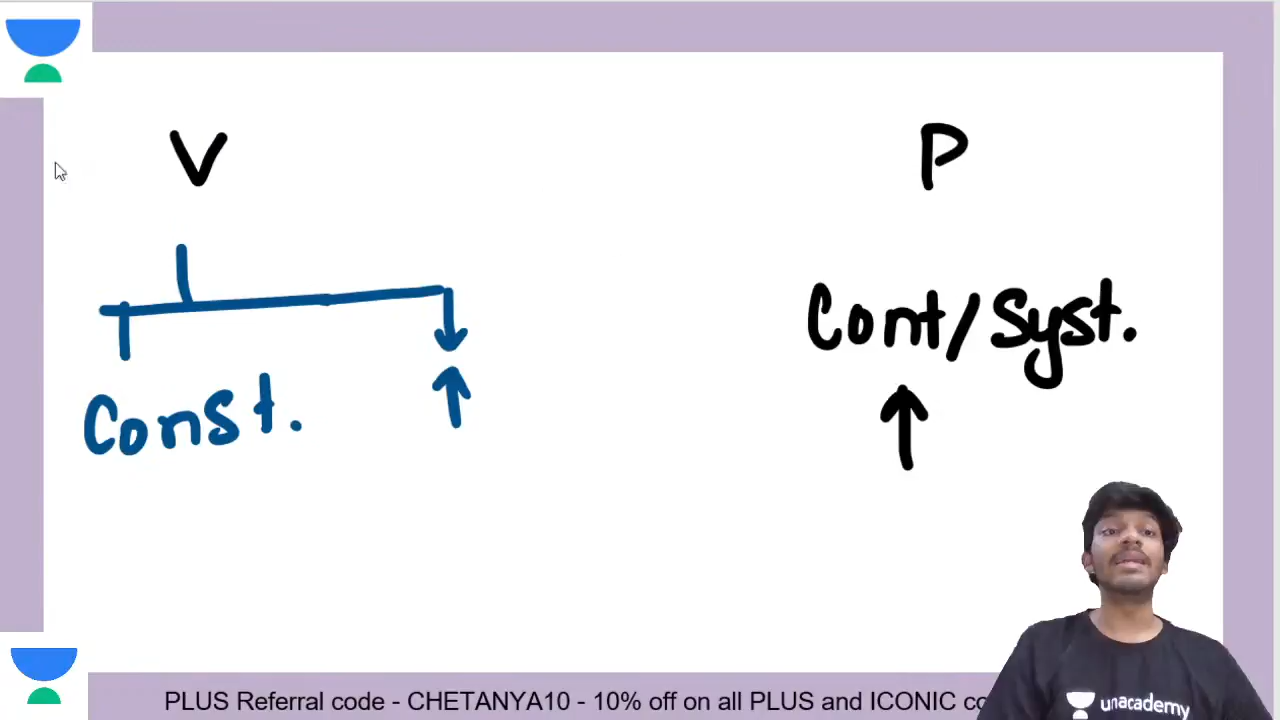 V
P
Const.
Cont/Syst.
PLUS Referral code - CHETANYA10 - 10% off on all PLUS and ICONIC co
unacademy